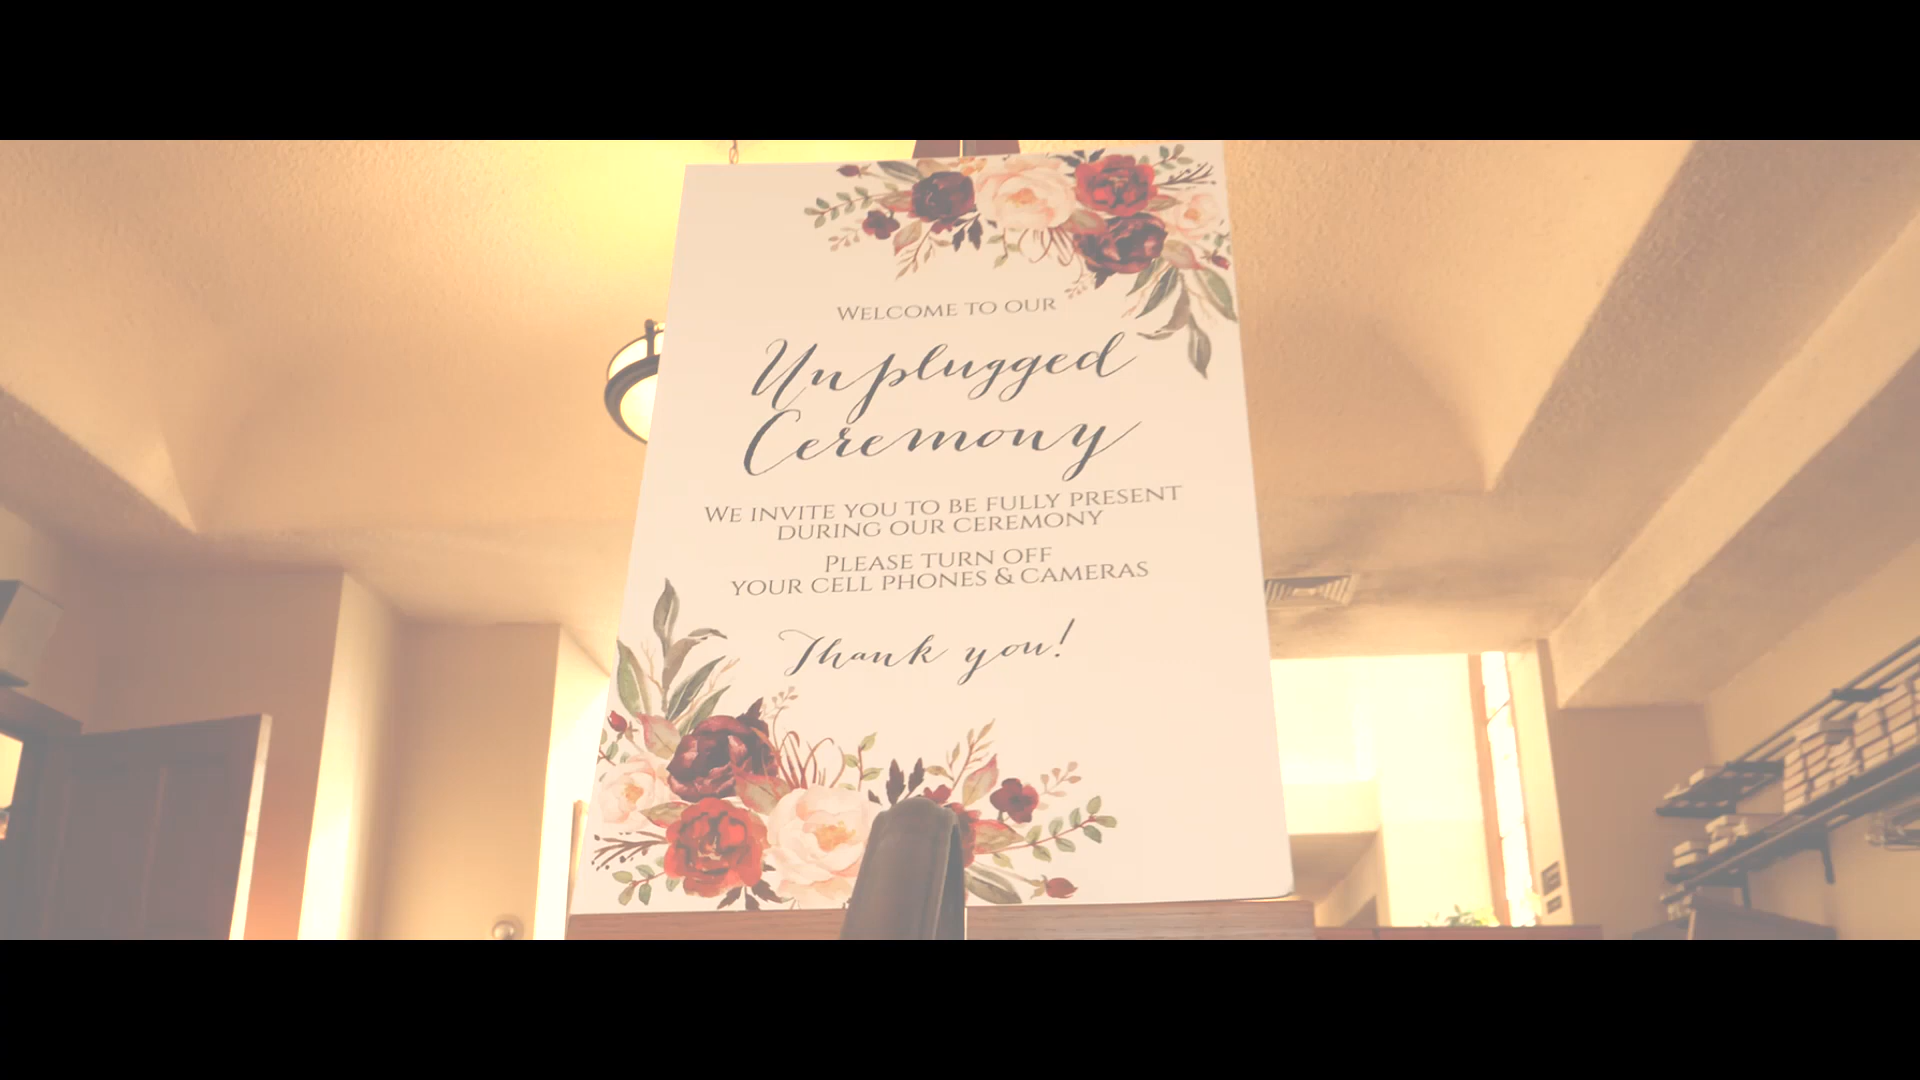 Welcome to our
Unplugged
Ceremony
We invite you to be fully present
during our ceremony
Please turn off
your cell phones & cameras
Thank you!